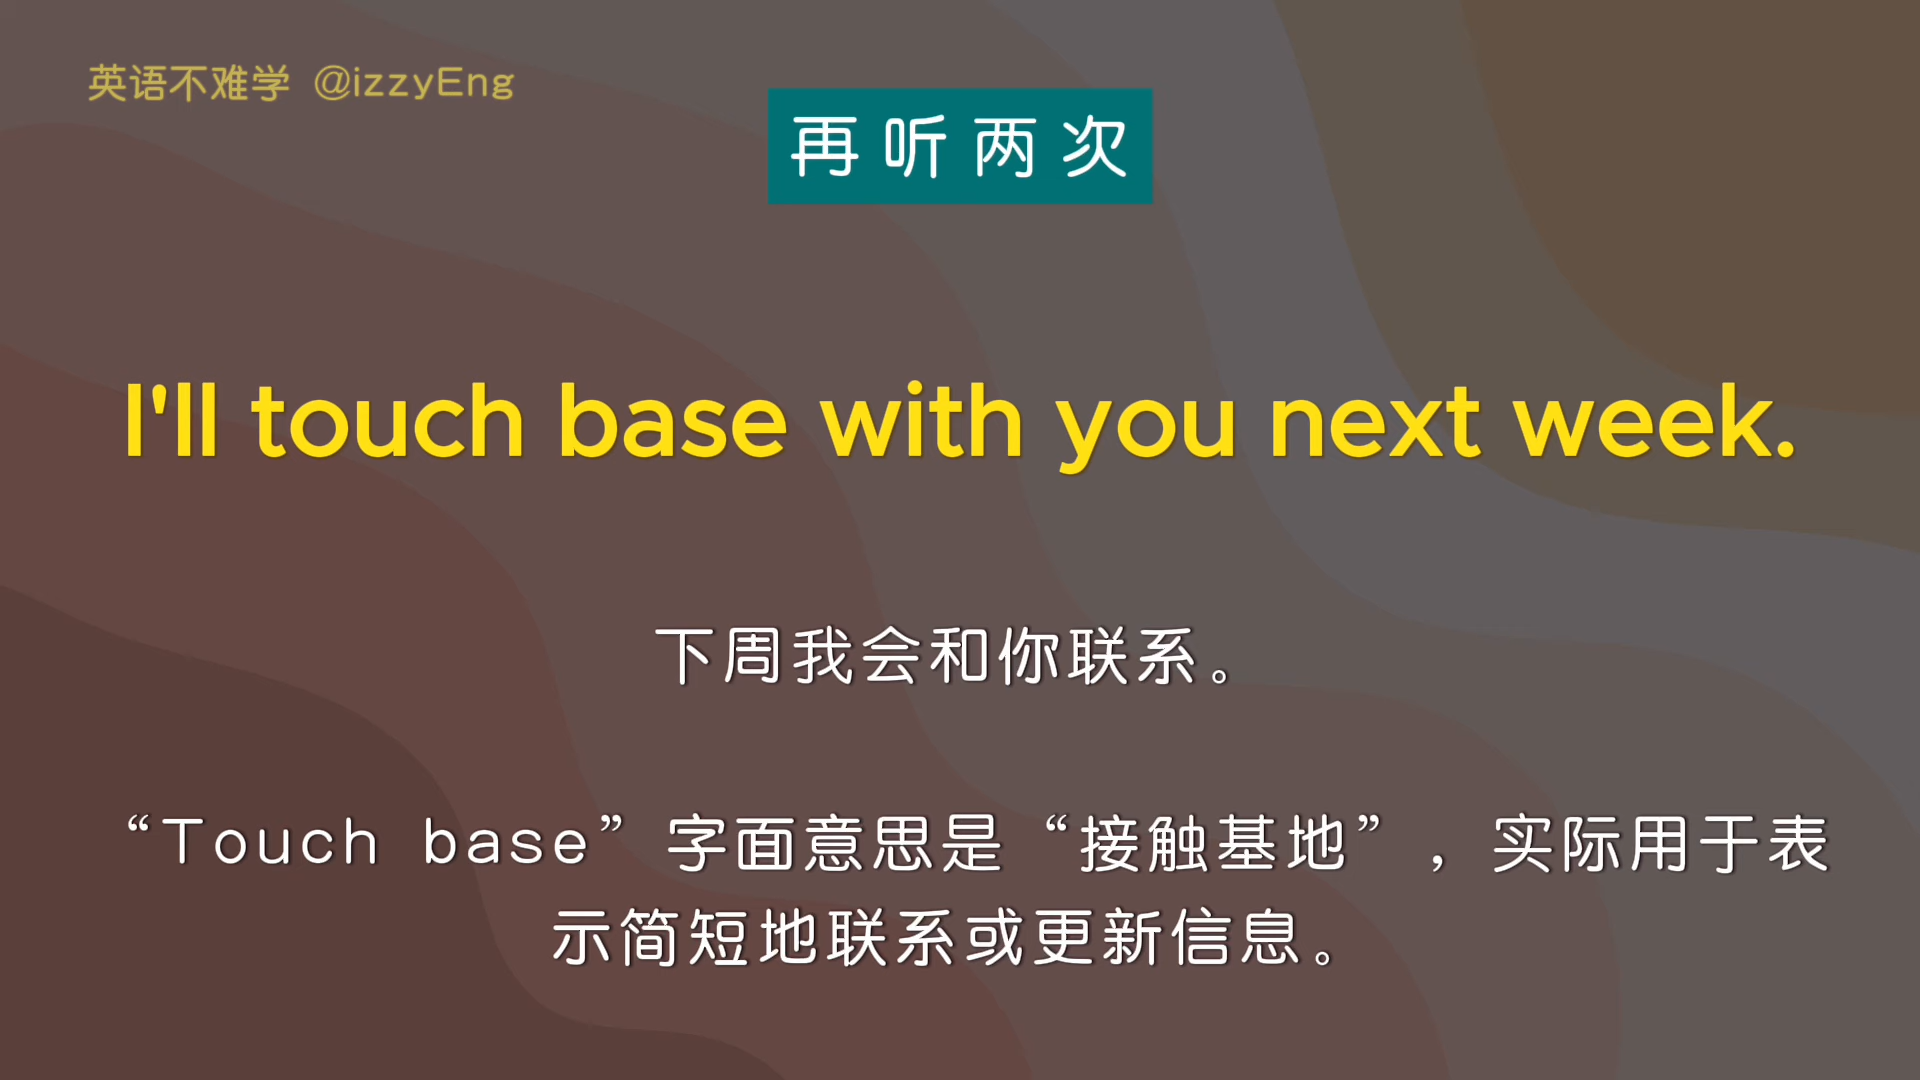 英语不难学 @izzyEng
再听两次
I'll touch base with you next week.
下周我会和你联系。
“Touch base”字面意思是“接触基地”，实际用于表
示简短地联系或更新信息。